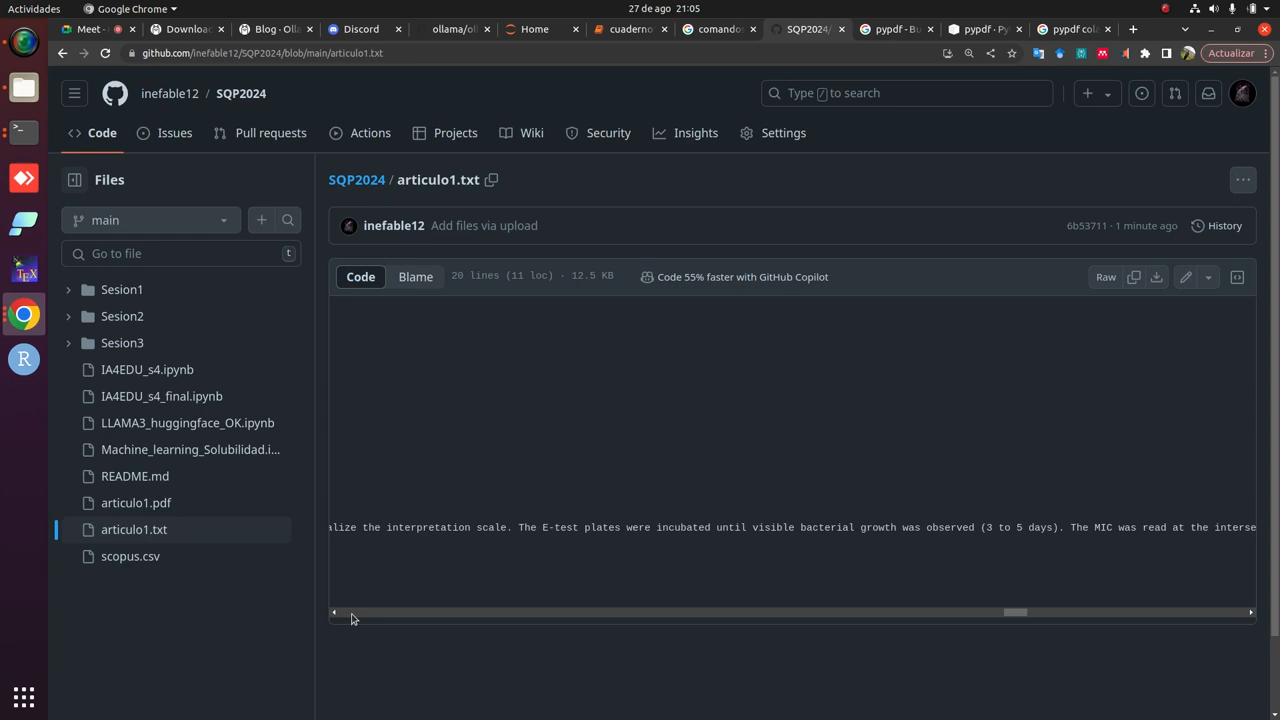 Actividades
Google Chrome
27 de ago 21:05
Meet -
Downloa
Blog · Olla
Discord
ollama/oll
Home
cuaderno
comandos
SQP2024/
pypdf - Bu
pypdf · Py
pypdf cola
github.com/inefable12/SQP2024/blob/main/articulo1.txt
Actualizar
inefable12 / SQP2024
Type / to search
Code
Issues
Pull requests
Actions
Projects
Wiki
Security
Insights
Settings
Files
main
Go to file
t
Sesion1
Sesion2
Sesion3
IA4EDU_s4.ipynb
IA4EDU_s4_final.ipynb
LLAMA3_huggingface_OK.ipynb
Machine_learning_Solubilidad.i...
README.md
articulo1.pdf
articulo1.txt
scopus.csv
SQP2024 / articulo1.txt
inefable12 Add files via upload
6b53711 · 1 minute ago
History
Code
Blame
20 lines (11 loc) · 12.5 KB
Code 55% faster with GitHub Copilot
Raw
alize the interpretation scale. The E-test plates were incubated until visible bacterial growth was observed (3 to 5 days). The MIC was read at the interse
TEX
R